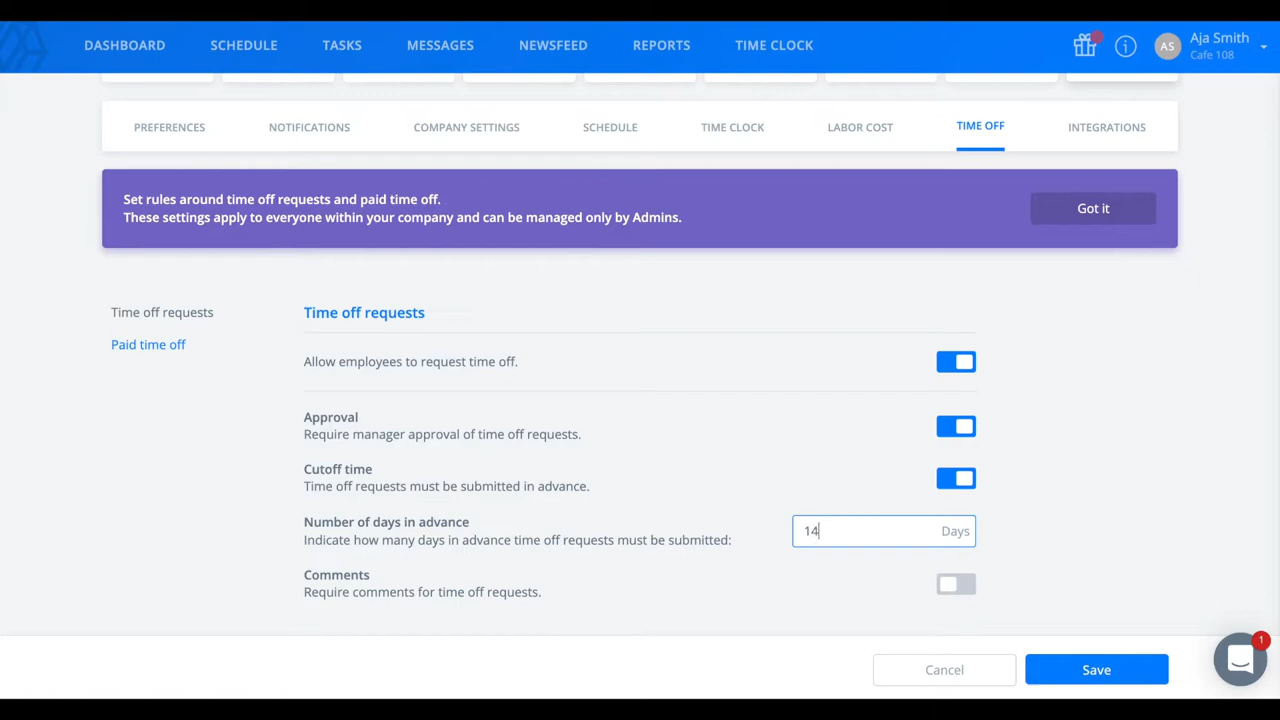 DASHBOARD SCHEDULE TASKS MESSAGES NEWSFEED REPORTS TIME CLOCK
AS
Aja Smith
Cafe 108
PREFERENCES NOTIFICATIONS COMPANY SETTINGS SCHEDULE TIME CLOCK LABOR COST TIME OFF INTEGRATIONS
Set rules around time off requests and paid time off.
These settings apply to everyone within your company and can be managed only by Admins.
Got it
Time off requests
Paid time off
Time off requests
Allow employees to request time off.
Approval
Require manager approval of time off requests.
Cutoff time
Time off requests must be submitted in advance.
Number of days in advance
Indicate how many days in advance time off requests must be submitted:
14 Days
Comments
Require comments for time off requests.
Cancel Save
1